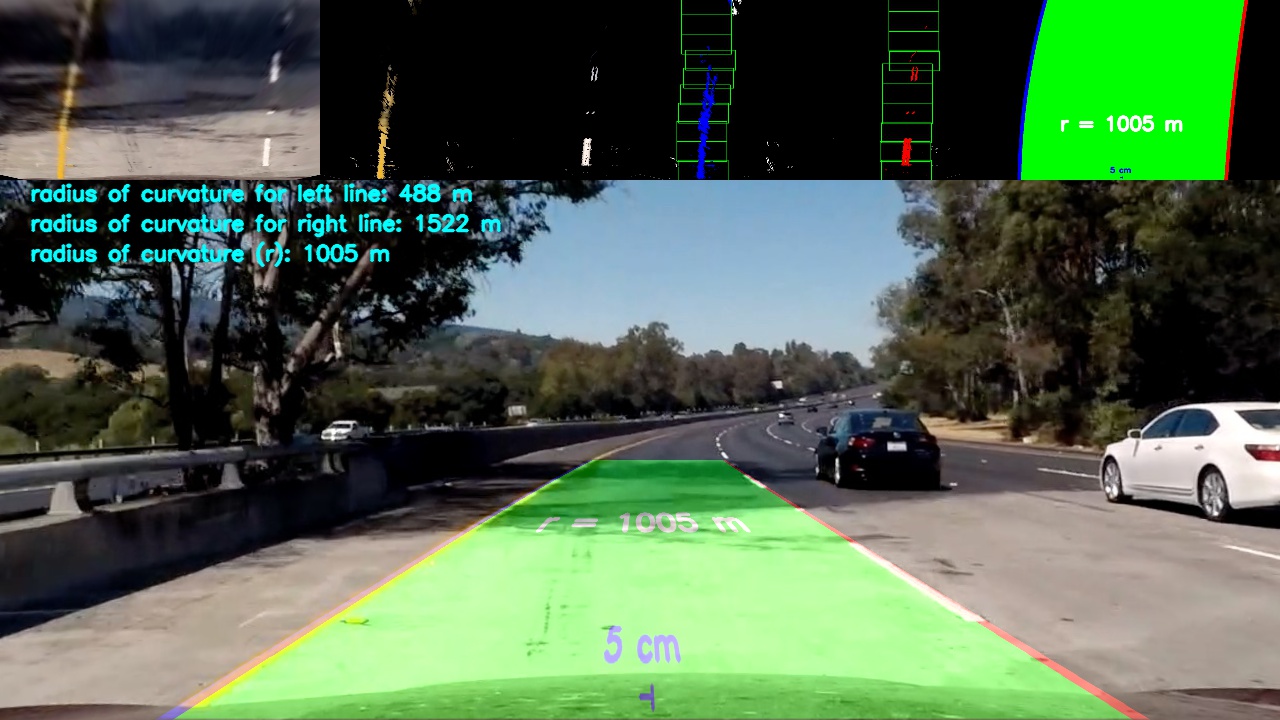 r = 1005 m
5 cm
radius of curvature for left line: 488 m
radius of curvature for right line: 1522 m
radius of curvature (r): 1005 m
r = 1005 m
5 cm